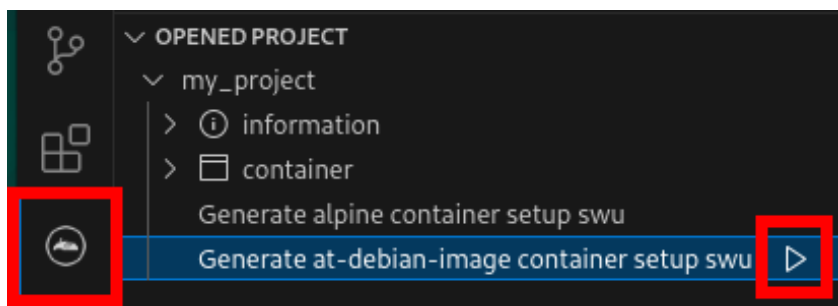 OPENED PROJECT
my_project
information
container
Generate alpine container setup swu
Generate at-debian-image container setup swu